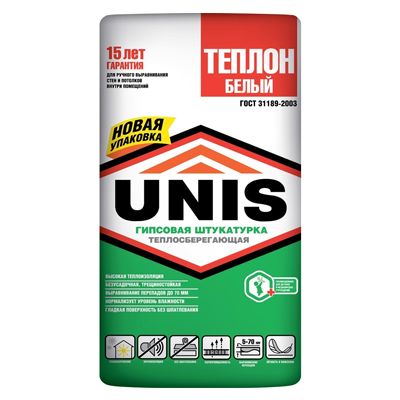 15 лет
ГАРАНТИЯ
ДЛЯ РУЧНОГО ВЫРАВНИВАНИЯ
СТЕН И ПОТОЛКОВ
ВНУТРИ ПОМЕЩЕНИЙ
ТЕПЛОН
БЕЛЫЙ
ГОСТ 31189-2003
НОВАЯ
УПАКОВКА
UNIS
ГИПСОВАЯ ШТУКАТУРКА
ТЕПЛОСБЕРЕГАЮЩАЯ
ВЫСОКАЯ ТЕПЛОИЗОЛЯЦИЯ
БЕЗУСАДОЧНАЯ, ТРЕЩИНОСТОЙКАЯ
ВЫРАВНИВАНИЕ ПЕРЕПАДОВ ДО 70 ММ
НОРМАЛИЗУЕТ УРОВЕНЬ ВЛАЖНОСТИ
ГЛАДКАЯ ПОВЕРХНОСТЬ БЕЗ ШПАТЛЕВАНИЯ
5-70 мм